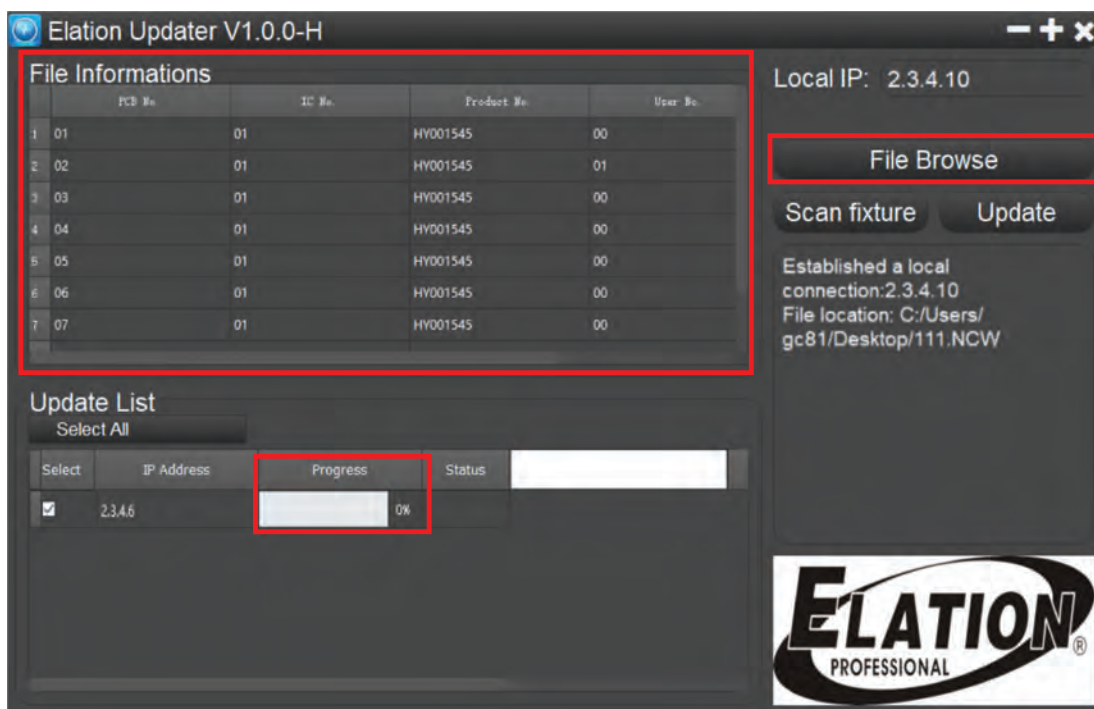 Elation Updater V1.0.0-H
File Informations
PCB No. IC No. Product No. User No.
1 01 01 HY001545 00
2 02 01 HY001545 01
3 03 01 HY001545 00
4 04 01 HY001545 00
5 05 01 HY001545 00
6 06 01 HY001545 00
7 07 01 HY001545 00
Local IP: 2.3.4.10
File Browse
Scan fixture Update
Established a local
connection:2.3.4.10
File location: C:/Users/
gc81/Desktop/111.NCW
Update List
Select All
Select IP Address Progress Status
2.3.4.6 0%
ELATION®
PROFESSIONAL